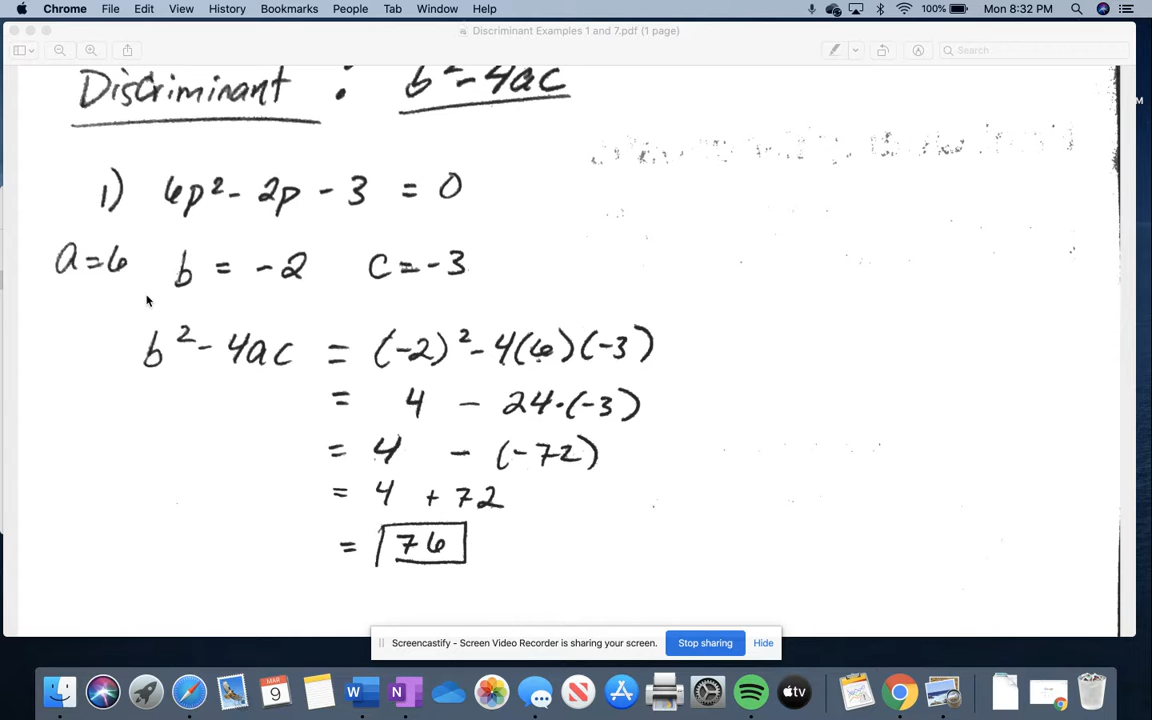 Chrome File Edit View History Bookmarks People Tab Window Help 100% Mon 8:32 PM
Discriminant Examples 1 and 7.pdf (1 page)
Search
Discriminant : b² - 4ac
1) 6p² - 2p - 3 = 0
a = 6 b = -2 c = -3
b² - 4ac = (-2)² - 4(6)(-3)
= 4 - 24·(-3)
= 4 - (-72)
= 4 + 72
= 76
Screencastify - Screen Video Recorder is sharing your screen. Stop sharing Hide
MAR
9
W N tv